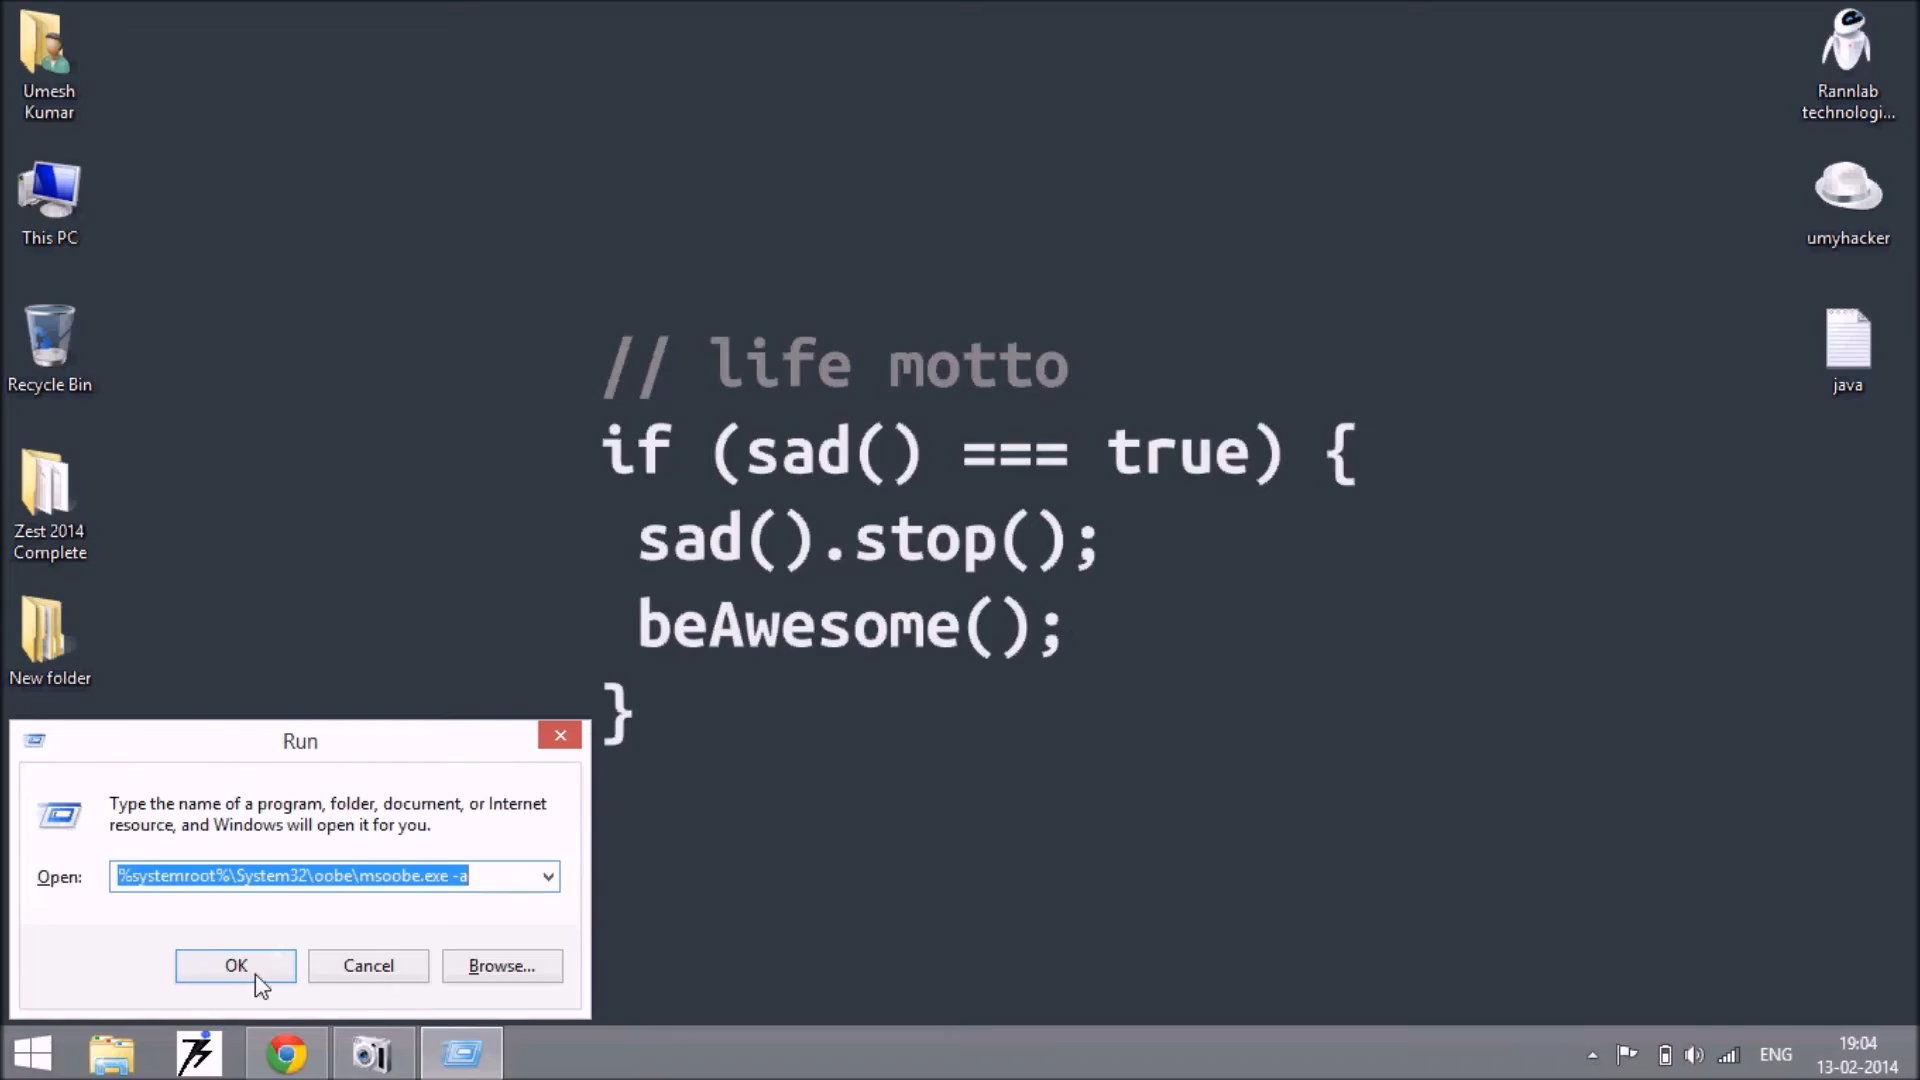 Umesh
Kumar
This PC
Recycle Bin
Zest 2014
Complete
New folder
Rannlab
technologi...
umyhacker
java
// life motto
if (sad() === true) {
sad().stop();
beAwesome();
}
Run
Type the name of a program, folder, document, or Internet
resource, and Windows will open it for you.
Open: %systemroot%\System32\oobe\msoobe.exe -a
OK Cancel Browse...
ENG
19:04
13-02-2014